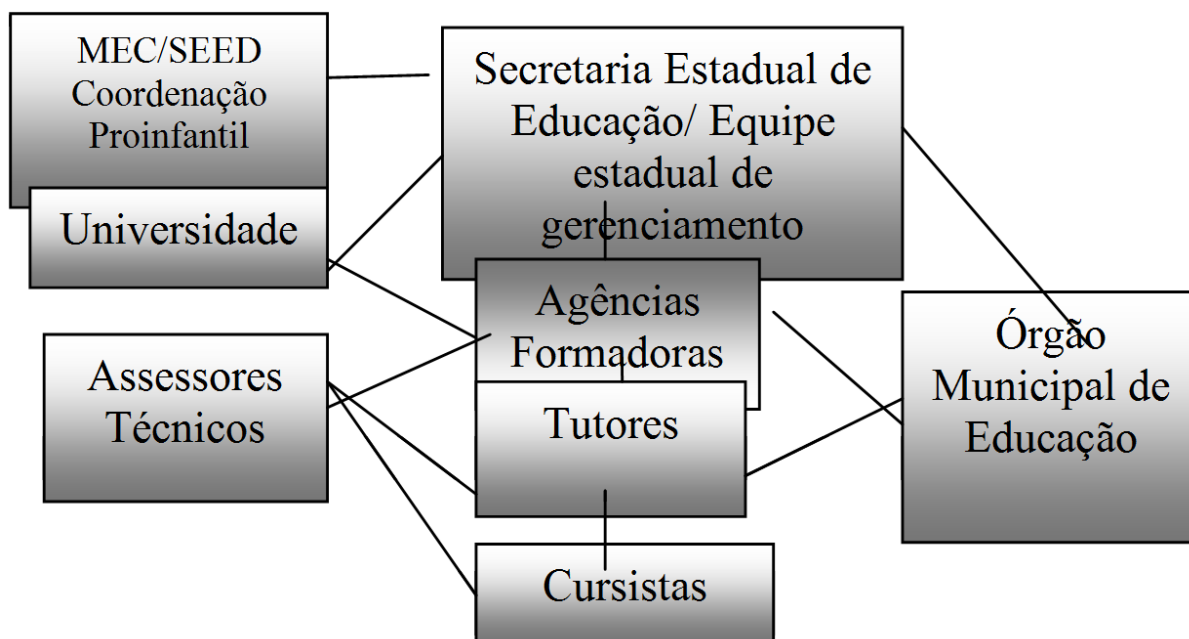 MEC/SEED
Coordenação
Proinfantil
Universidade
Assessores
Técnicos
Secretaria Estadual de
Educação/ Equipe
estadual de
gerenciamento
Agências
Formadoras
Tutores
Cursistas
Órgão
Municipal de
Educação